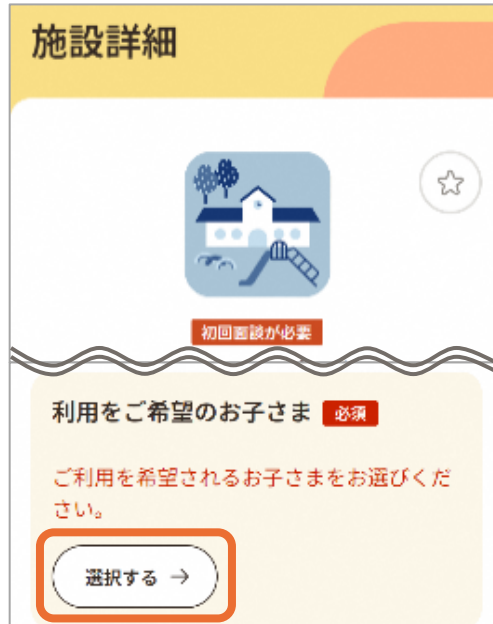 施設詳細
初回面談が必要
利用をご希望のお子さま 必須
ご利用を希望されるお子さまをお選びくだ
さい。
選択する →